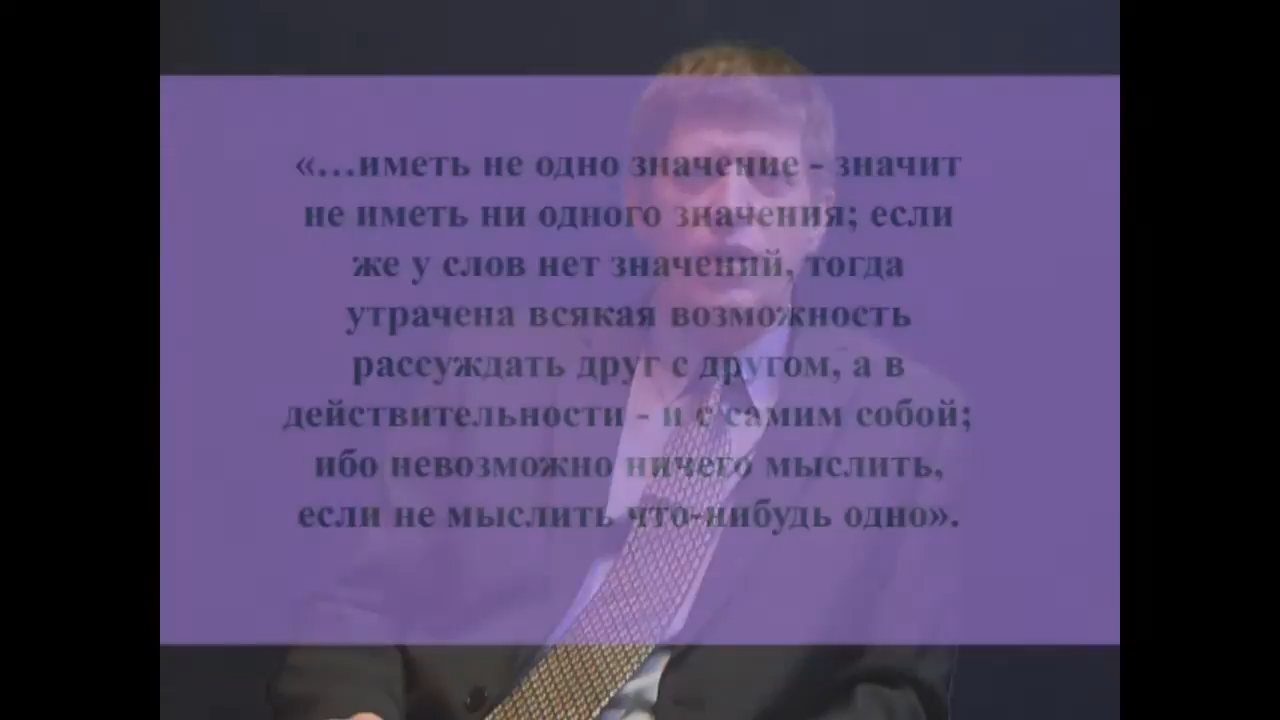 «…иметь не одно значение - значит
не иметь ни одного значения; если
же у слов нет значений, тогда
утрачена всякая возможность
рассуждать друг с другом, а в
действительности - и с самим собой;
ибо невозможно ничего мыслить,
если не мыслить что-нибудь одно».